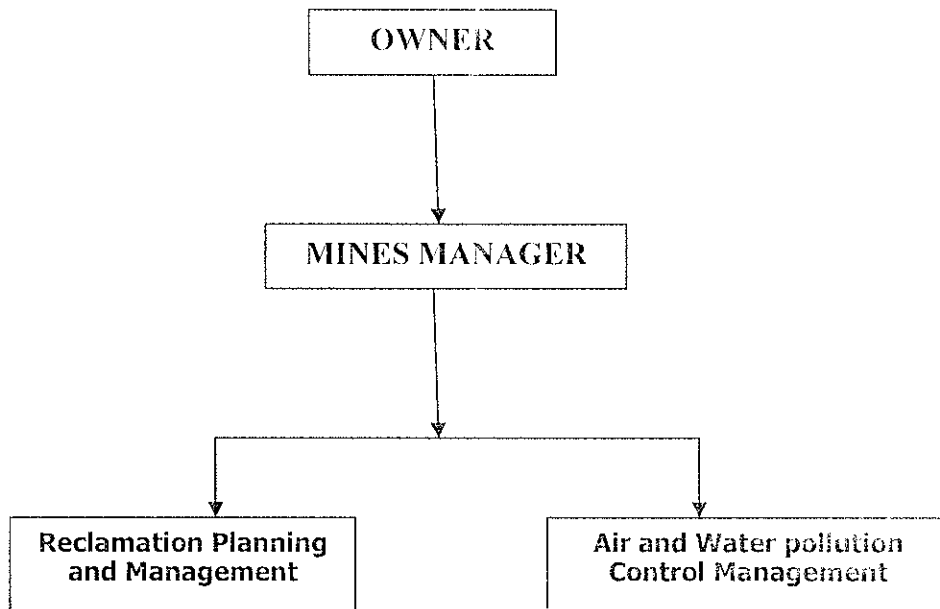 OWNER
MINES MANAGER
Reclamation Planning
and Management
Air and Water pollution
Control Management